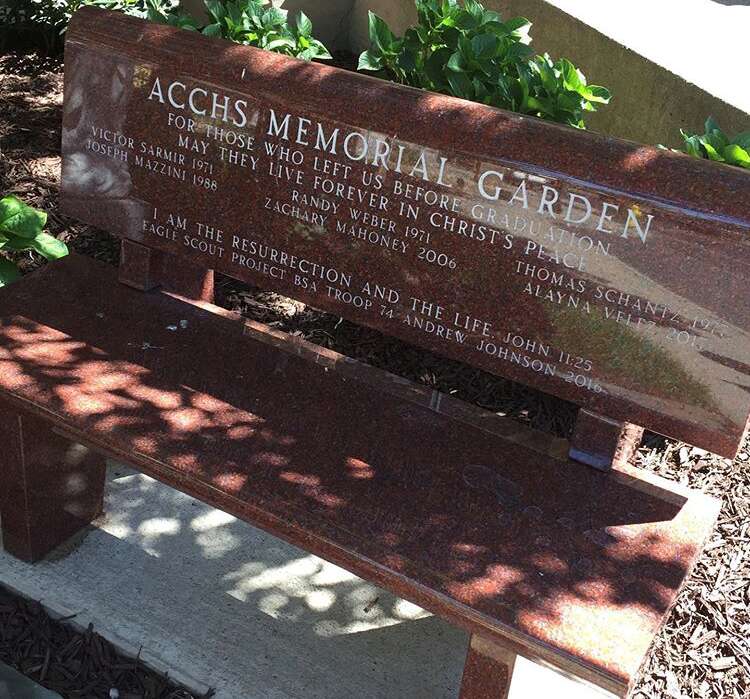 ACCHS MEMORIAL GARDEN
FOR THOSE WHO LEFT US BEFORE GRADUATION
MAY THEY LIVE FOREVER IN CHRIST'S PEACE
VICTOR SARMIR 1971 RANDY WEBER 1971 THOMAS SCHANTZ
JOSEPH MAZZINI 1988 ZACHARY MAHONEY 2006 ALAYNA VELEZ
I AM THE RESURRECTION AND THE LIFE JOHN 11:25
EAGLE SCOUT PROJECT BSA TROOP 74 ANDREW JOHNSON 2016